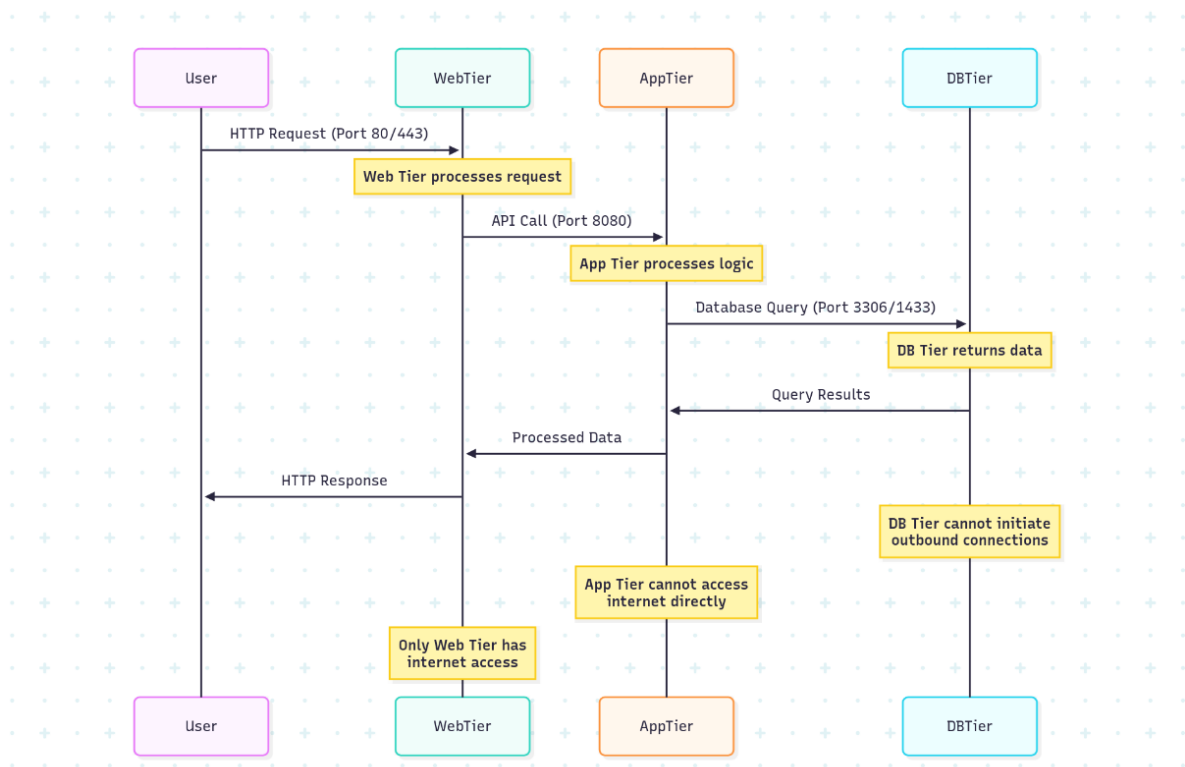 User
WebTier
AppTier
DBTier
HTTP Request (Port 80/443)
Web Tier processes request
API Call (Port 8080)
App Tier processes logic
Database Query (Port 3306/1433)
DB Tier returns data
Query Results
Processed Data
HTTP Response
DB Tier cannot initiate
outbound connections
App Tier cannot access
internet directly
Only Web Tier has
internet access
User
WebTier
AppTier
DBTier